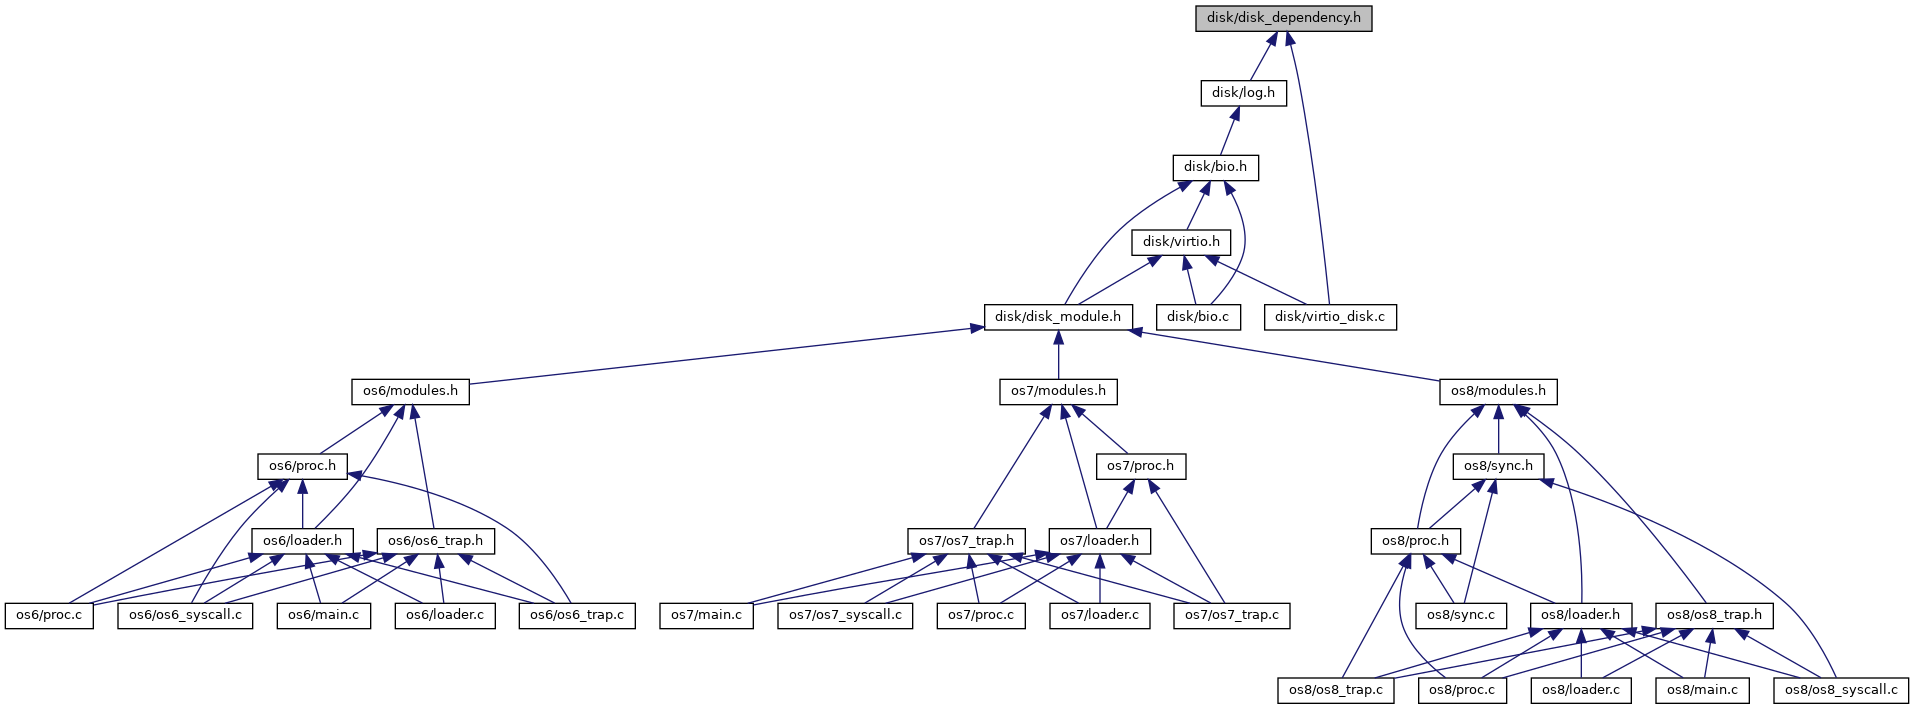 disk/disk_dependency.h
disk/log.h
disk/bio.h
disk/virtio.h
disk/disk_module.h
disk/bio.c
disk/virtio_disk.c
os6/modules.h
os7/modules.h
os8/modules.h
os6/proc.h
os7/proc.h
os8/sync.h
os6/loader.h
os6/os6_trap.h
os7/os7_trap.h
os7/loader.h
os8/proc.h
os6/proc.c
os6/os6_syscall.c
os6/main.c
os6/loader.c
os6/os6_trap.c
os7/main.c
os7/os7_syscall.c
os7/proc.c
os7/loader.c
os7/os7_trap.c
os8/sync.c
os8/loader.h
os8/os8_trap.h
os8/os8_trap.c
os8/proc.c
os8/loader.c
os8/main.c
os8/os8_syscall.c